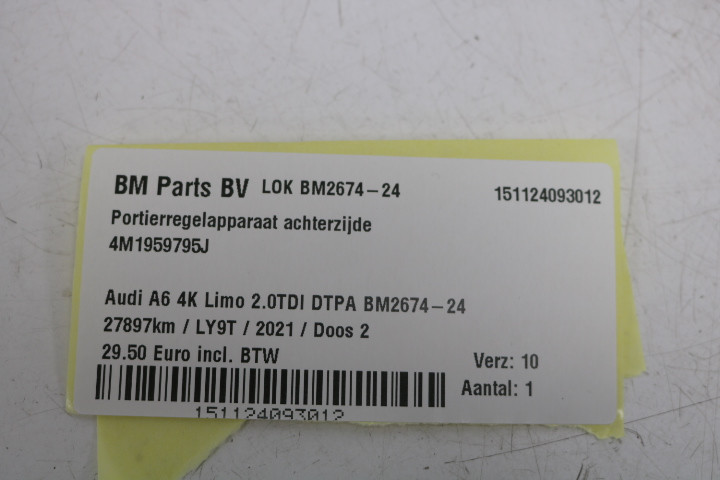 BM Parts BV LOK BM2674-24 151124093012
Portierregelapparaat achterzijde
4M1959795J
Audi A6 4K Limo 2.0TDI DTPA BM2674-24
27897km / LY9T / 2021 / Doos 2
29.50 Euro incl. BTW
Verz: 10
Aantal: 1
151124093012